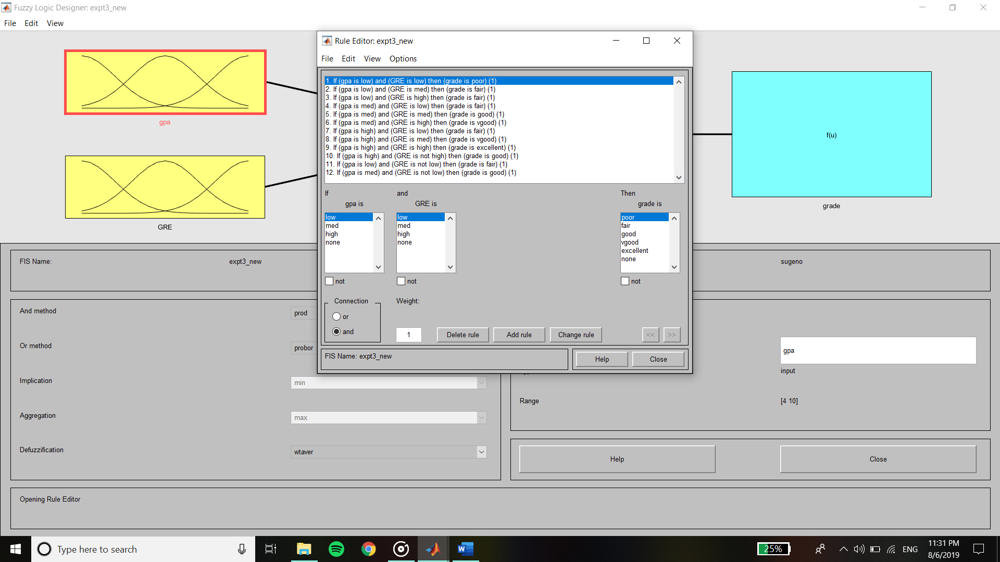 Fuzzy Logic Designer: expt3_new
File Edit View
gpa
GRE
f(u)
grade
Rule Editor: expt3_new
File Edit View Options
1. If (gpa is low) and (GRE is low) then (grade is poor) (1)
2. If (gpa is low) and (GRE is med) then (grade is fair) (1)
3. If (gpa is low) and (GRE is high) then (grade is fair) (1)
4. If (gpa is med) and (GRE is low) then (grade is fair) (1)
5. If (gpa is med) and (GRE is med) then (grade is good) (1)
6. If (gpa is med) and (GRE is high) then (grade is vgood) (1)
7. If (gpa is high) and (GRE is low) then (grade is fair) (1)
8. If (gpa is high) and (GRE is med) then (grade is vgood) (1)
9. If (gpa is high) and (GRE is high) then (grade is excellent) (1)
10. If (gpa is high) and (GRE is not high) then (grade is good) (1)
11. If (gpa is low) and (GRE is not low) then (grade is fair) (1)
12. If (gpa is med) and (GRE is not low) then (grade is good) (1)
If and Then
gpa is GRE is grade is
low
med
high
none
low
med
high
none
poor
fair
good
vgood
excellent
none
not not not
Connection
or
and
Weight:
1
Delete rule Add rule Change rule << >>
FIS Name: expt3_new
Help Close
FIS Name: expt3_new
sugeno
And method prod
Or method probor
Implication min
Aggregation max
Defuzzification wtaver
gpa
input
Range [4 10]
Help Close
Opening Rule Editor
Type here to search
25%
ENG
11:31 PM
8/6/2019